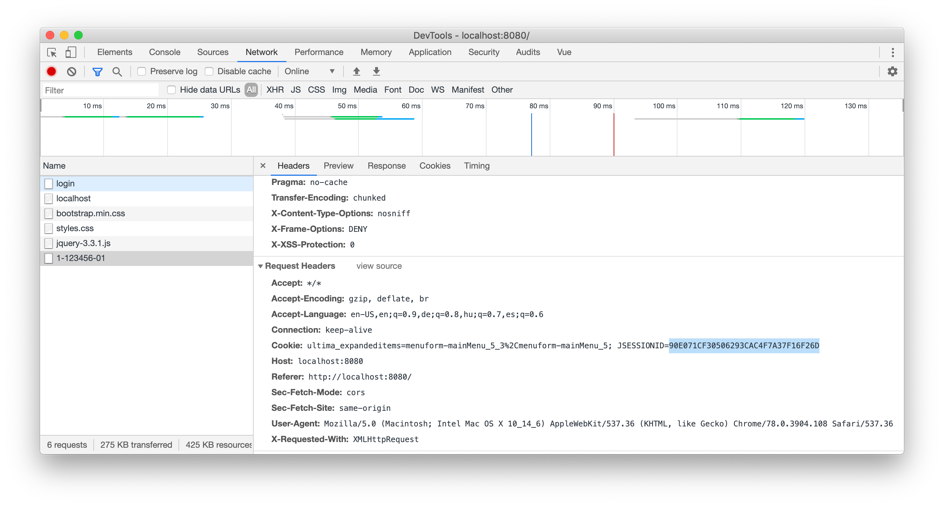 DevTools - localhost:8080/
Elements Console Sources Network Performance Memory Application Security Audits Vue
Preserve log Disable cache Online ▼
Filter Hide data URLs All XHR JS CSS Img Media Font Doc WS Manifest Other
10 ms 20 ms 30 ms 40 ms 50 ms 60 ms 70 ms 80 ms 90 ms 100 ms 110 ms 120 ms 130 ms
Name
login
localhost
bootstrap.min.css
styles.css
jquery-3.3.1.js
1-123456-01
6 requests 275 KB transferred 425 KB resources
× Headers Preview Response Cookies Timing
Pragma: no-cache
Transfer-Encoding: chunked
X-Content-Type-Options: nosniff
X-Frame-Options: DENY
X-XSS-Protection: 0
▼ Request Headers view source
Accept: */*
Accept-Encoding: gzip, deflate, br
Accept-Language: en-US,en;q=0.9,de;q=0.8,hu;q=0.7,es;q=0.6
Connection: keep-alive
Cookie: ultima_expandeditems=menuform-mainMenu_5_3%2Cmenuform-mainMenu_5; JSESSIONID=90E071CF30506293CAC4F7A37F16F26D
Host: localhost:8080
Referer: http://localhost:8080/
Sec-Fetch-Mode: cors
Sec-Fetch-Site: same-origin
User-Agent: Mozilla/5.0 (Macintosh; Intel Mac OS X 10_14_6) AppleWebKit/537.36 (KHTML, like Gecko) Chrome/78.0.3904.108 Safari/537.36
X-Requested-With: XMLHttpRequest